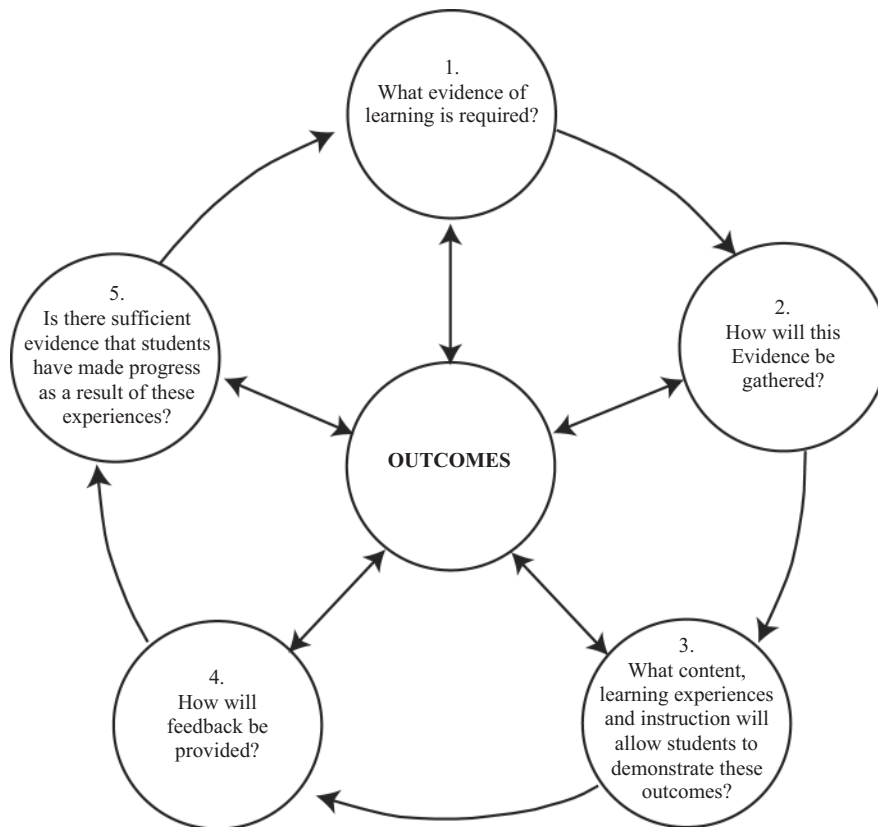 1.
What evidence of
learning is required?
2.
How will this
Evidence be
gathered?
3.
What content,
learning experiences
and instruction will
allow students to
demonstrate these
outcomes?
4.
How will
feedback be
provided?
5.
Is there sufficient
evidence that students
have made progress
as a result of these
experiences?
OUTCOMES